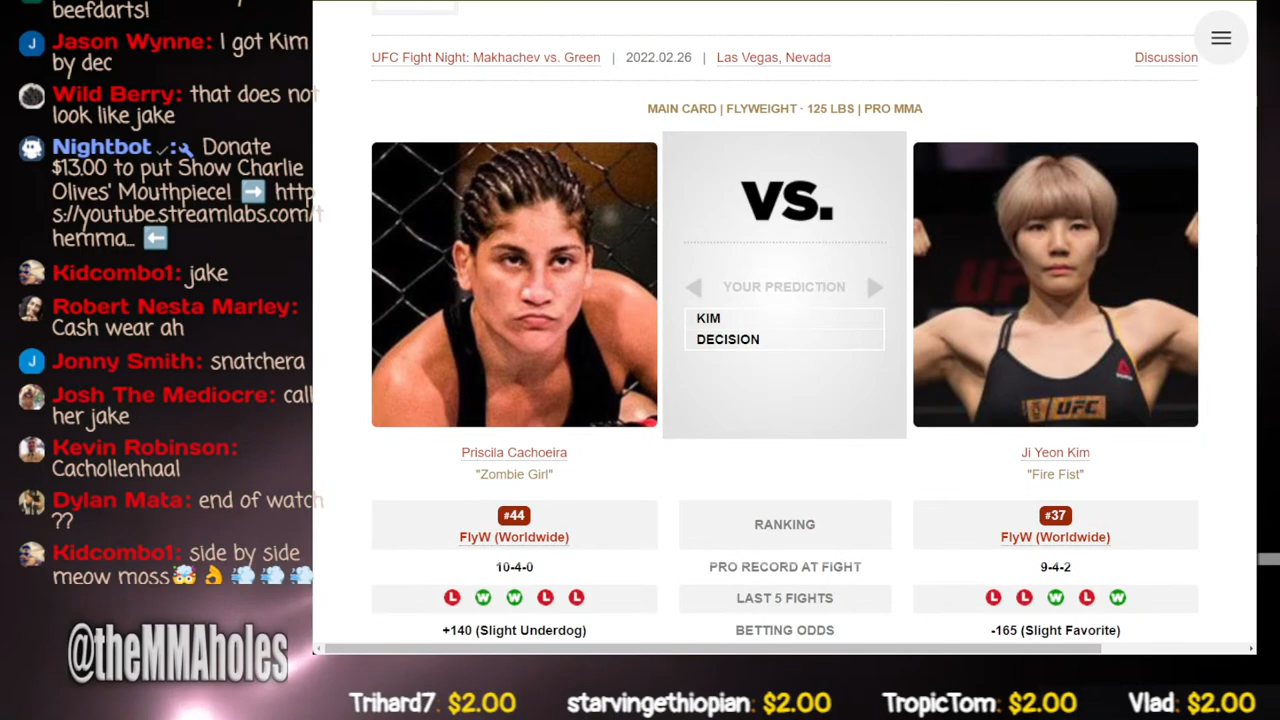 beefdarts!
Jason Wynne: I got Kim
by dec
Wild Berry: that does not
look like jake
Nightbot: Donate
$13.00 to put Show Charlie
Olives' Mouthpiece! ➡ http
s://youtube.streamlabs.com/t
hemma... ⬅
Kidcombo1: jake
Robert Nesta Marley:
Cash wear ah
Jonny Smith: snatchera
Josh The Mediocre: call
her jake
Kevin Robinson:
Cachollenhaal
Dylan Mata: end of watch
??
Kidcombo1: side by side
meow moss🤯👌💨💨💨
@theMMAholes
UFC Fight Night: Makhachev vs. Green | 2022.02.26 | Las Vegas, Nevada
Discussion
MAIN CARD | FLYWEIGHT · 125 LBS | PRO MMA
VS.
YOUR PREDICTION
KIM
DECISION
UFC
UFC
Priscila Cachoeira
"Zombie Girl"
Ji Yeon Kim
"Fire Fist"
#44
FlyW (Worldwide)
RANKING
#37
FlyW (Worldwide)
10-4-0
PRO RECORD AT FIGHT
9-4-2
L W W L L
LAST 5 FIGHTS
L L W L W
+140 (Slight Underdog)
BETTING ODDS
-165 (Slight Favorite)
Trihard7: $2.00
starvingethiopian: $2.00
TropicTom: $2.00
Vlad: $2.00